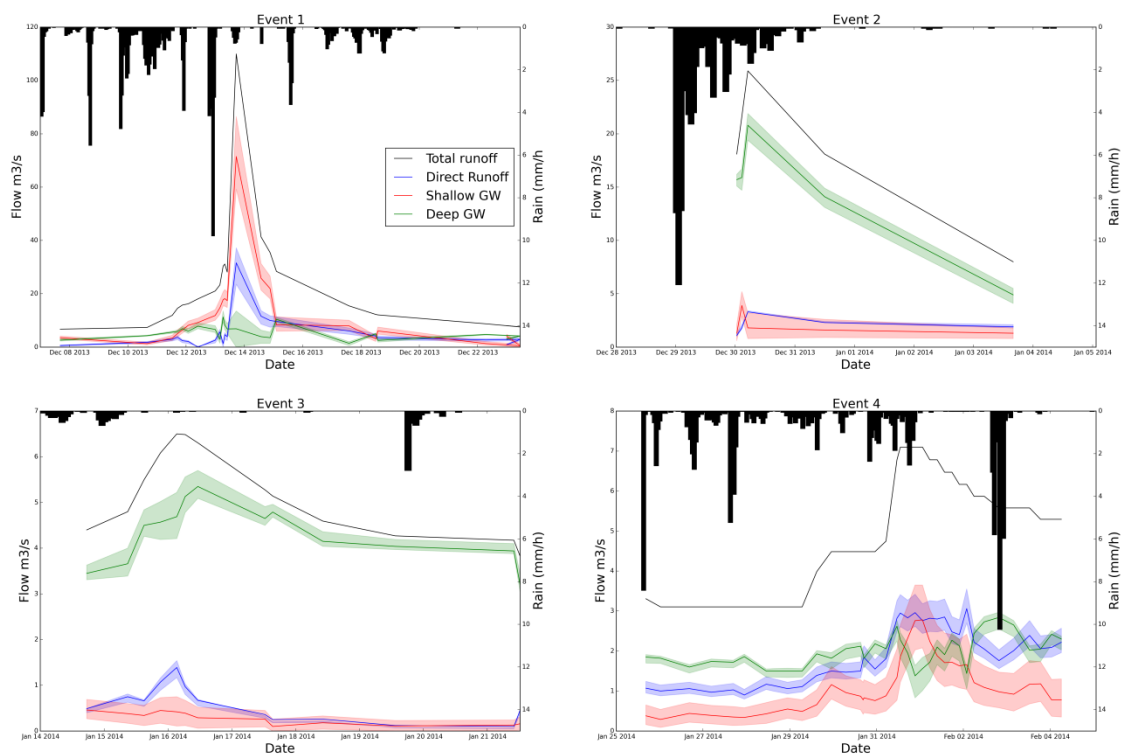 Event 1
120
100
80
60
40
20
0
Flow m3/s
0
2
4
6
8
10
12
14
Rain (mm/h)
Total runoff
Direct Runoff
Shallow GW
Deep GW
Dec 08 2013 Dec 10 2013 Dec 12 2013 Dec 14 2013 Dec 16 2013 Dec 18 2013 Dec 20 2013 Dec 22 2013
Date
Event 2
30
25
20
15
10
5
0
Flow m3/s
0
2
4
6
8
10
12
14
Rain (mm/h)
Dec 28 2013 Dec 29 2013 Dec 30 2013 Dec 31 2013 Jan 01 2014 Jan 02 2014 Jan 03 2014 Jan 04 2014 Jan 05 2014
Date
Event 3
7
6
5
4
3
2
1
0
Flow m3/s
0
2
4
6
8
10
12
14
Rain (mm/h)
Jan 14 2014 Jan 15 2014 Jan 16 2014 Jan 17 2014 Jan 18 2014 Jan 19 2014 Jan 20 2014 Jan 21 2014
Date
Event 4
8
7
6
5
4
3
2
1
0
Flow m3/s
0
2
4
6
8
10
12
14
Rain (mm/h)
Jan 25 2014 Jan 27 2014 Jan 29 2014 Jan 31 2014 Feb 02 2014 Feb 04 2014
Date